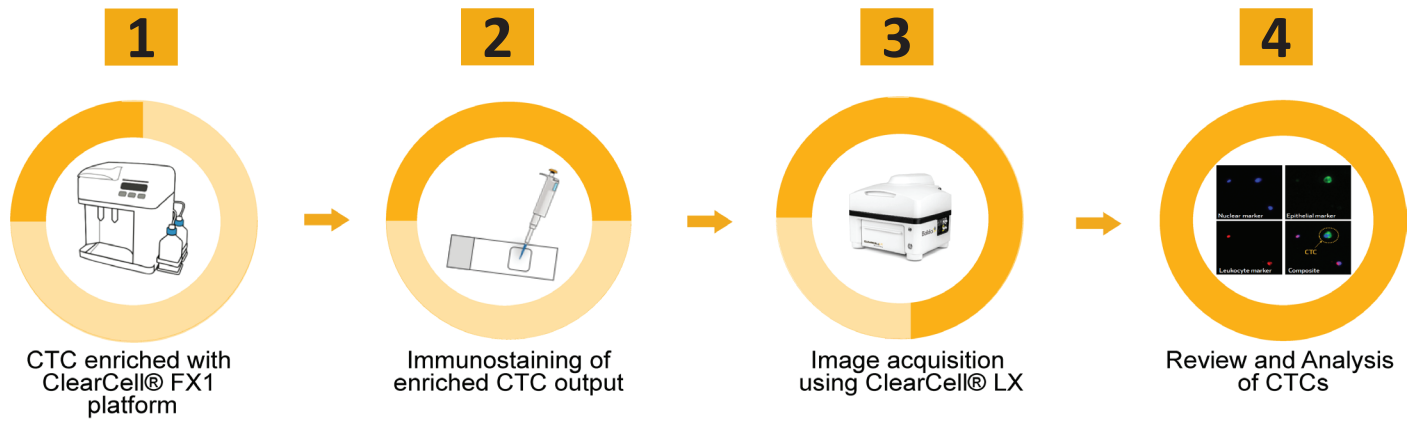 1
2
3
4
Nuclear marker
Epithelial marker
Leukocyte marker
CTC
Composite
CTC enriched with
ClearCell® FX1
platform
Immunostaining of
enriched CTC output
Image acquisition
using ClearCell® LX
Review and Analysis
of CTCs